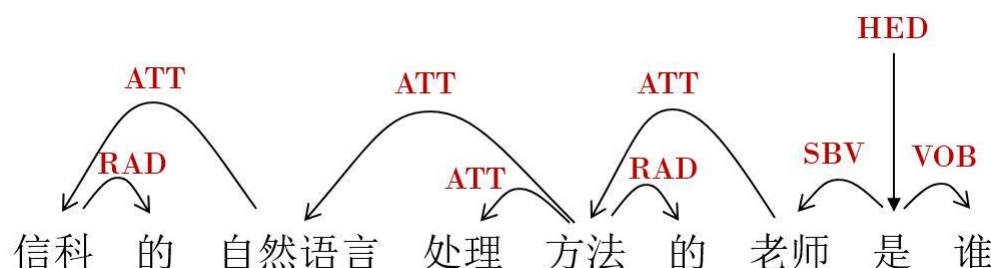 HED
ATT ATT ATT
RAD ATT RAD SBV VOB
信科 的 自然语言 处理 方法 的 老师 是 谁